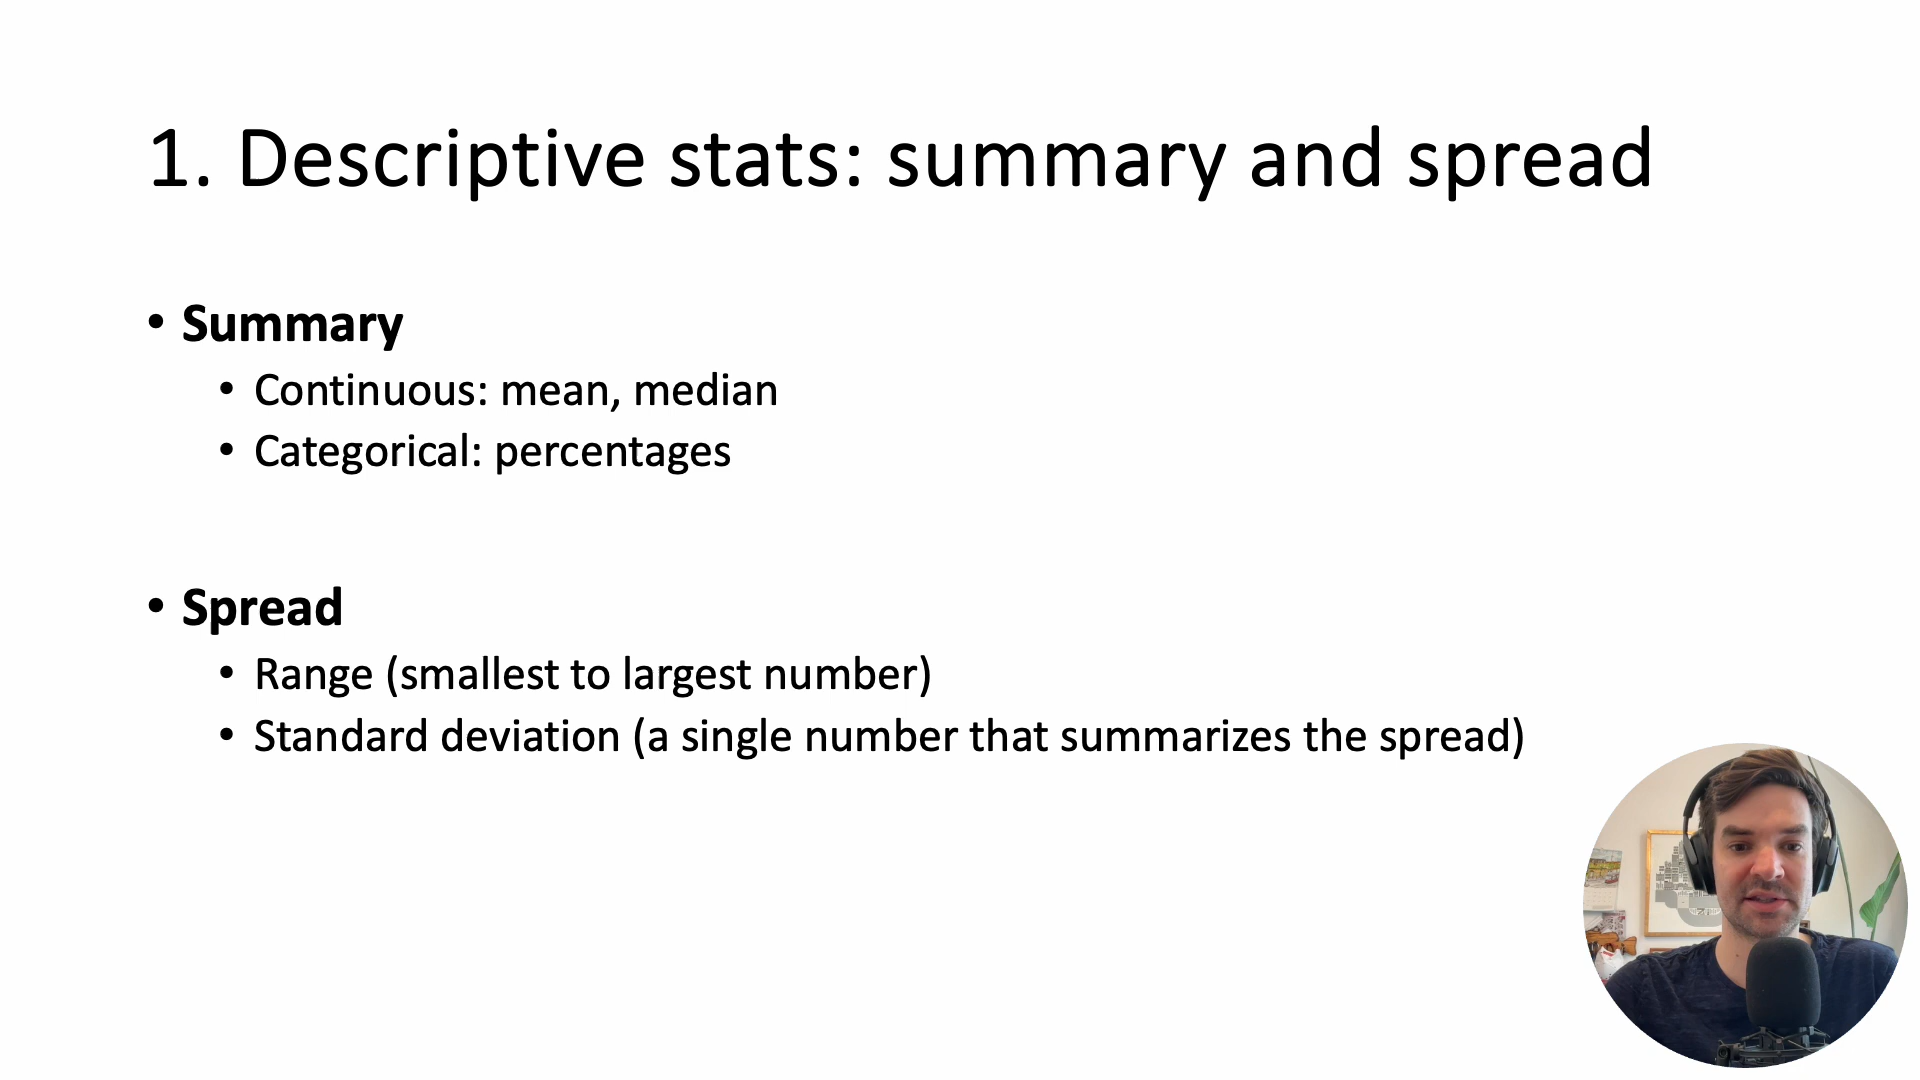 1. Descriptive stats: summary and spread
• Summary
• Continuous: mean, median
• Categorical: percentages
• Spread
• Range (smallest to largest number)
• Standard deviation (a single number that summarizes the spread)